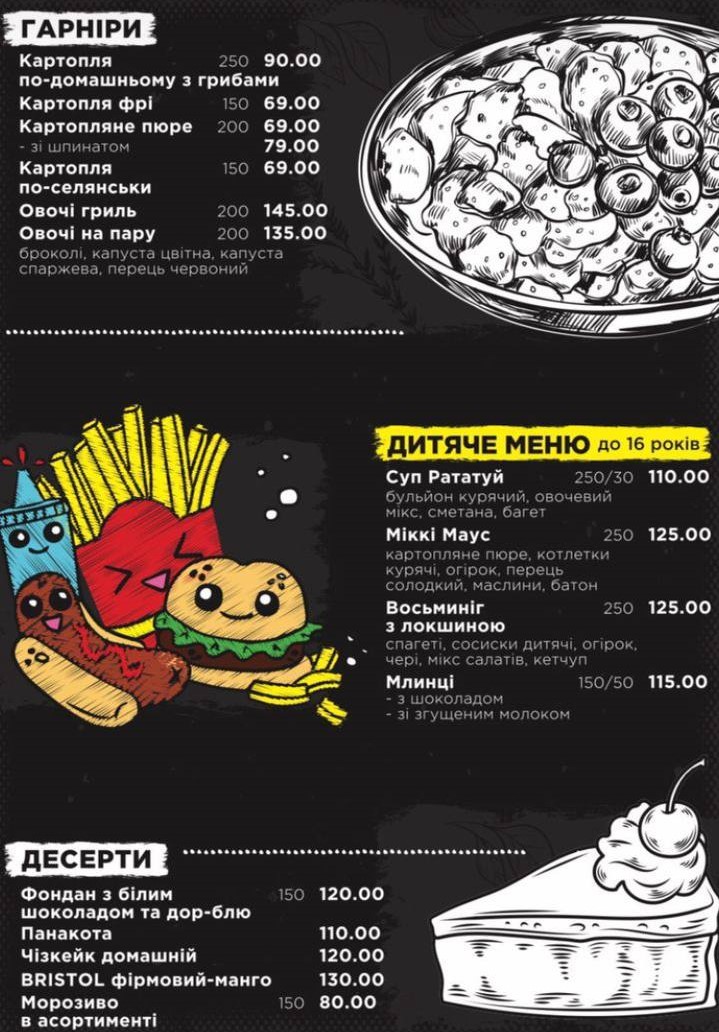 ГАРНІРИ
Картопля 250 90.00
по-домашньому з грибами
Картопля фрі 150 69.00
Картопляне пюре 200 69.00
- зі шпинатом 79.00
Картопля 150 69.00
по-селянськи
Овочі гриль 200 145.00
Овочі на пару 200 135.00
броколі, капуста цвітна, капуста
спаржева, перець червоний
ДИТЯЧЕ МЕНЮ до 16 років
Суп Рататуй 250/30 110.00
бульйон курячий, овочевий
мікс, сметана, багет
Міккі Маус 250 125.00
картопляне пюре, котлетки
курячі, огірок, перець
солодкий, маслини, батон
Восьминіг 250 125.00
з локшиною
спагеті, сосиски дитячі, огірок,
чері, мікс салатів, кетчуп
Млинці 150/50 115.00
- з шоколадом
- зі згущеним молоком
ДЕСЕРТИ
Фондан з білим 150 120.00
шоколадом та дор-блю
Панакота 110.00
Чізкейк домашній 120.00
BRISTOL фірмовий-манго 130.00
Морозиво 150 80.00
в асортименті